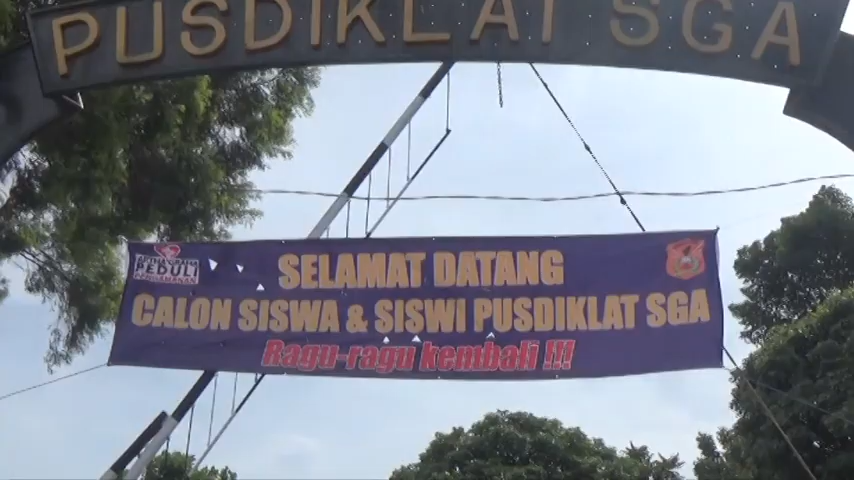 PUSDIKLAT SGA
SELAMAT DATANG
PEDULI
CALON SISWA & SISWI PUSDIKLAT SGA
Ragu-ragu kembali !!!